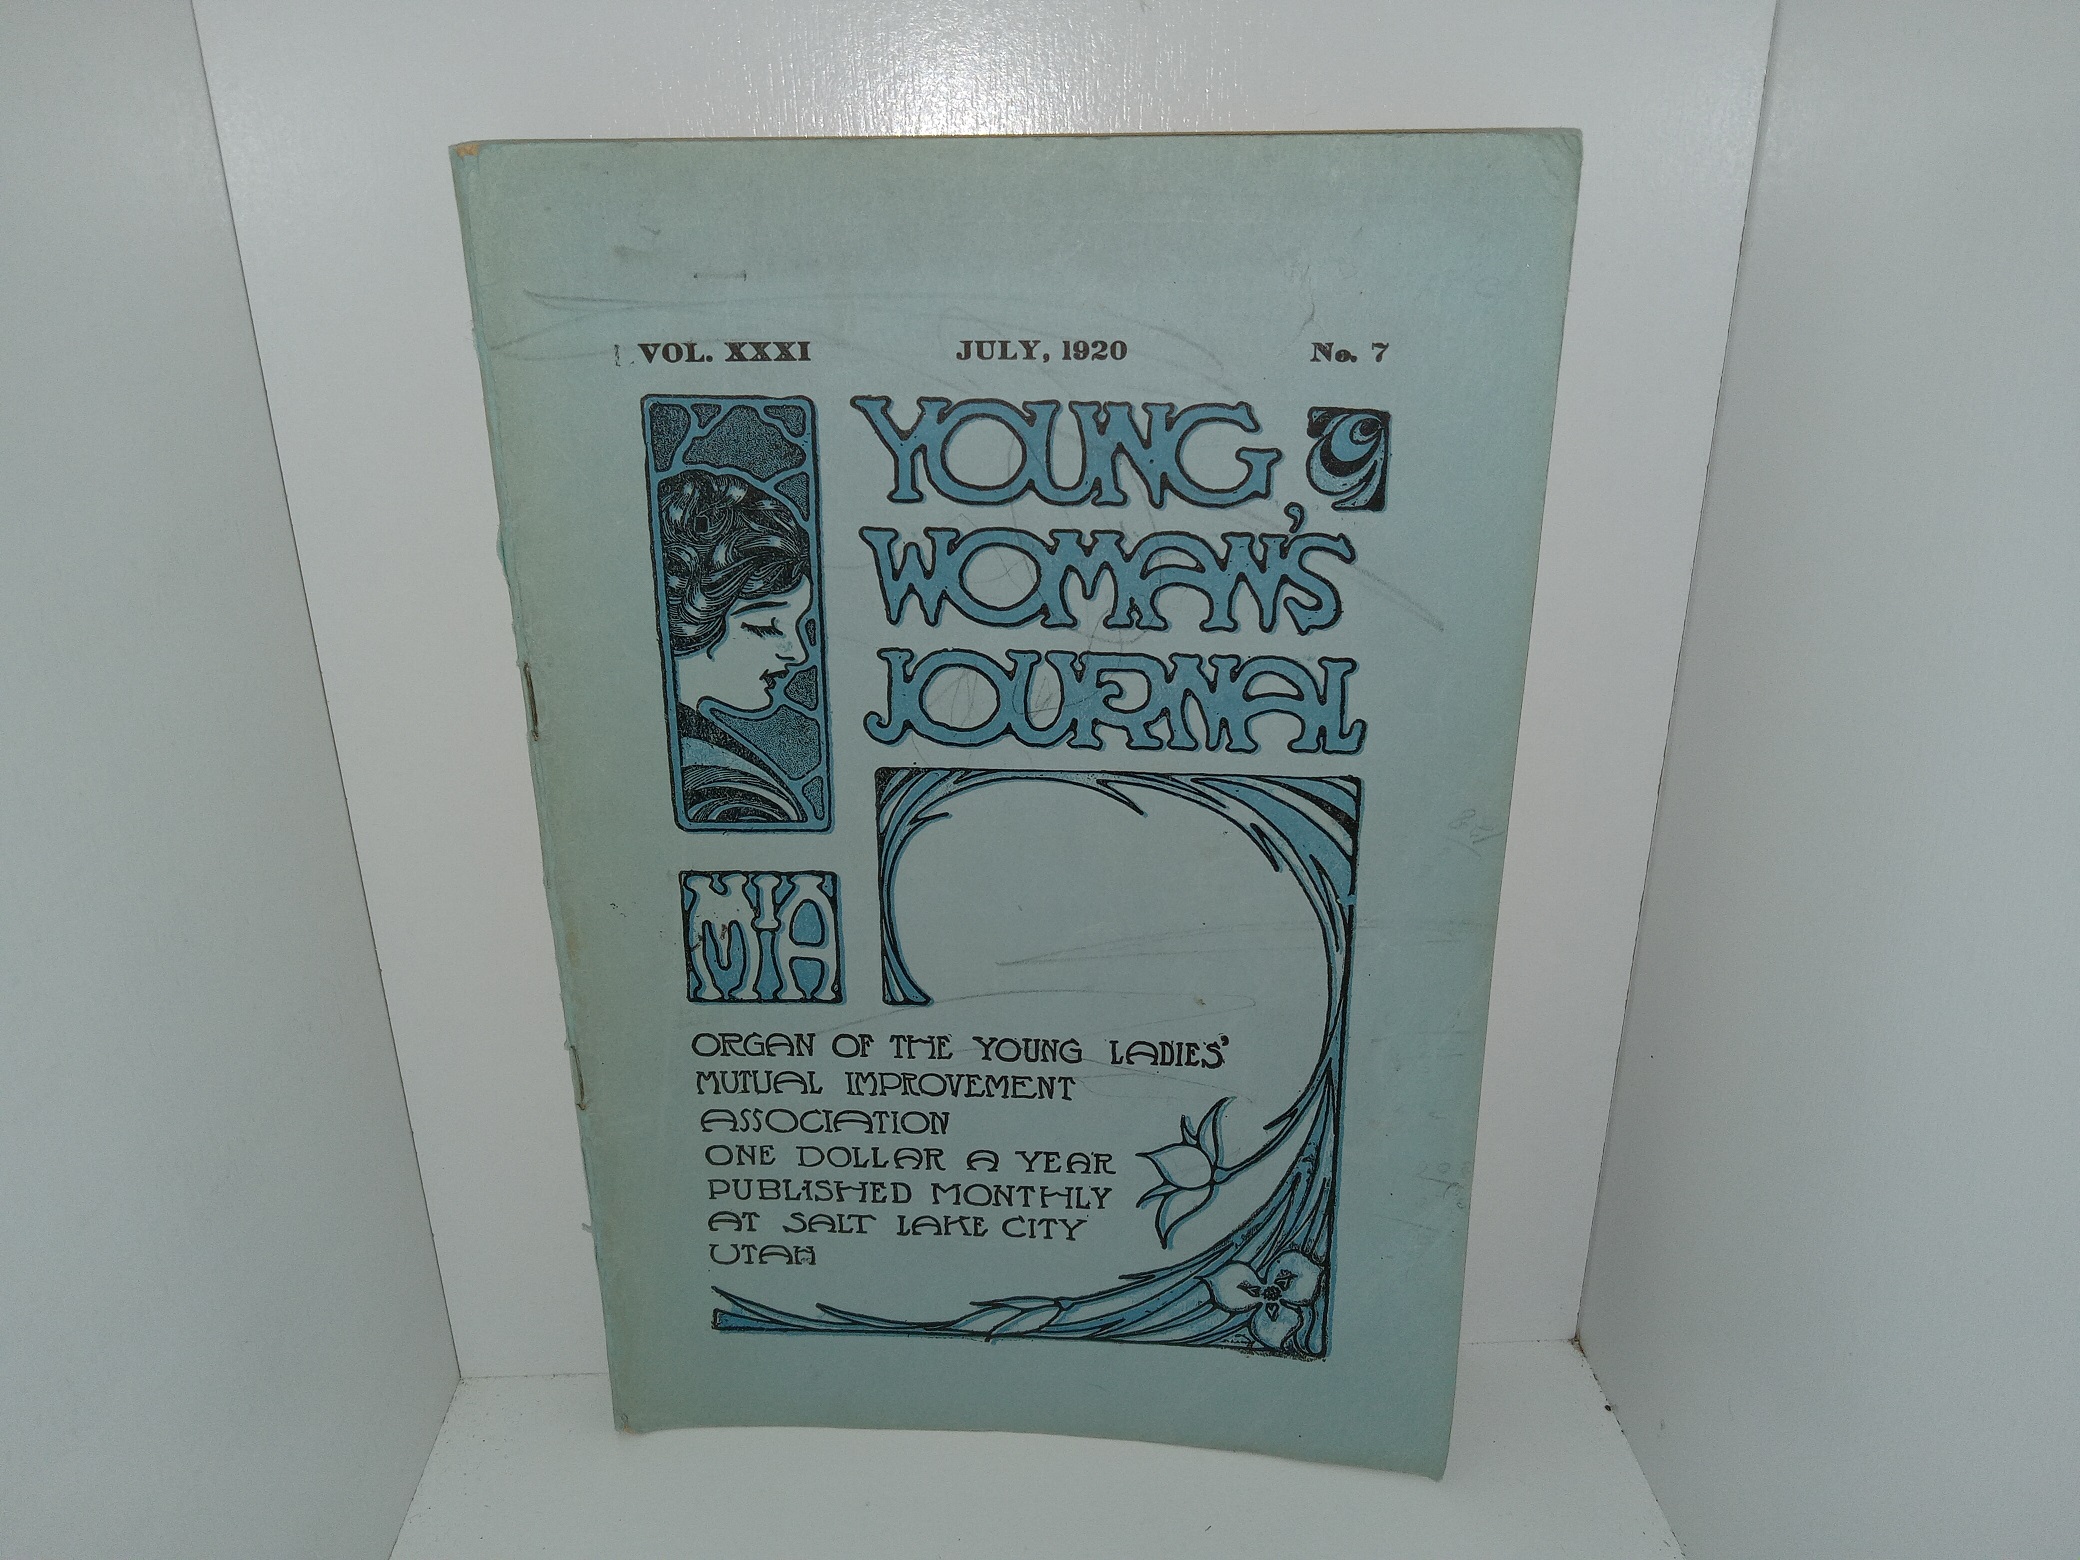 VOL. XXXI JULY, 1920 No. 7
YOUNG
WOMAN'S
JOURNAL
MIA
ORGAN OF THE YOUNG LADIES'
MUTUAL IMPROVEMENT
ASSOCIATION
ONE DOLLAR A YEAR
PUBLISHED MONTHLY
AT SALT LAKE CITY
UTAH